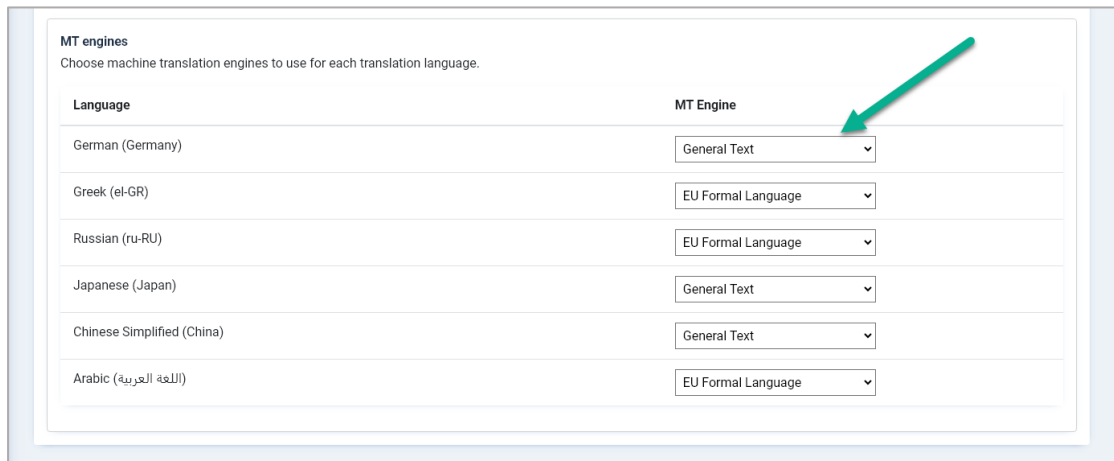 MT engines
Choose machine translation engines to use for each translation language.
Language MT Engine
German (Germany) General Text
Greek (el-GR) EU Formal Language
Russian (ru-RU) EU Formal Language
Japanese (Japan) General Text
Chinese Simplified (China) General Text
Arabic (اللغة العربية) EU Formal Language